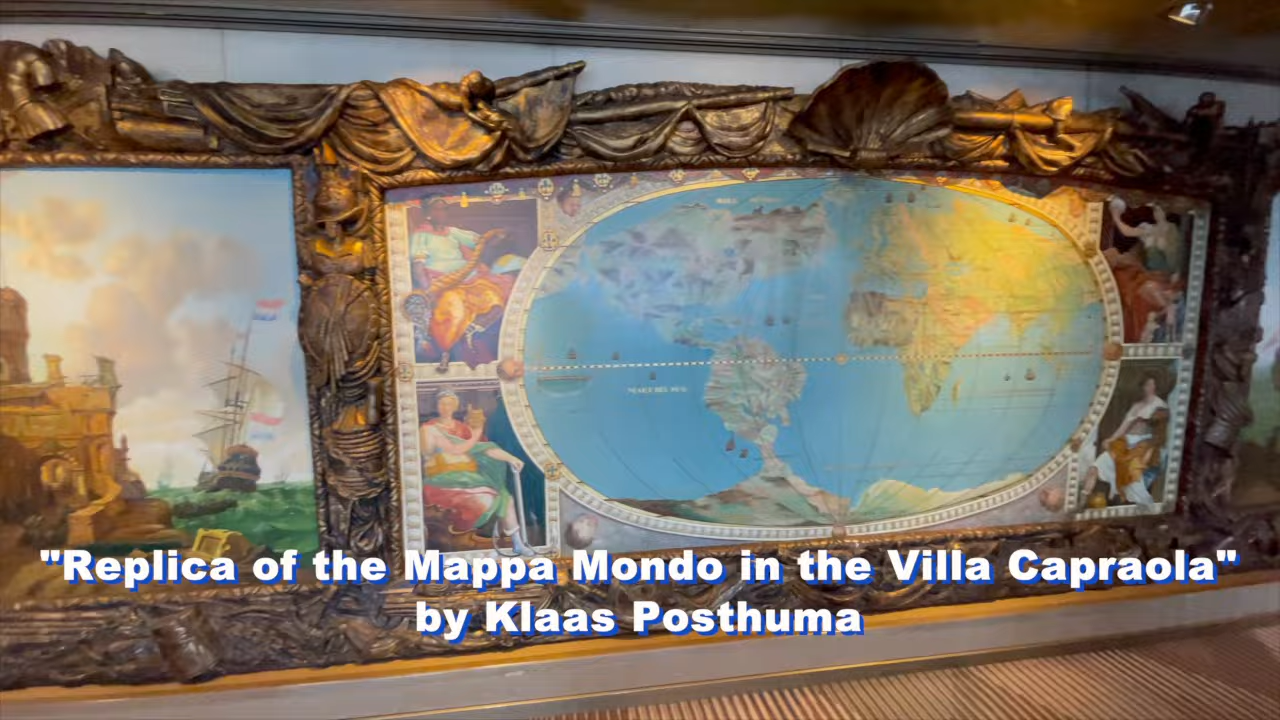 "Replica of the Mappa Mondo in the Villa Capraola"
by Klaas Posthuma